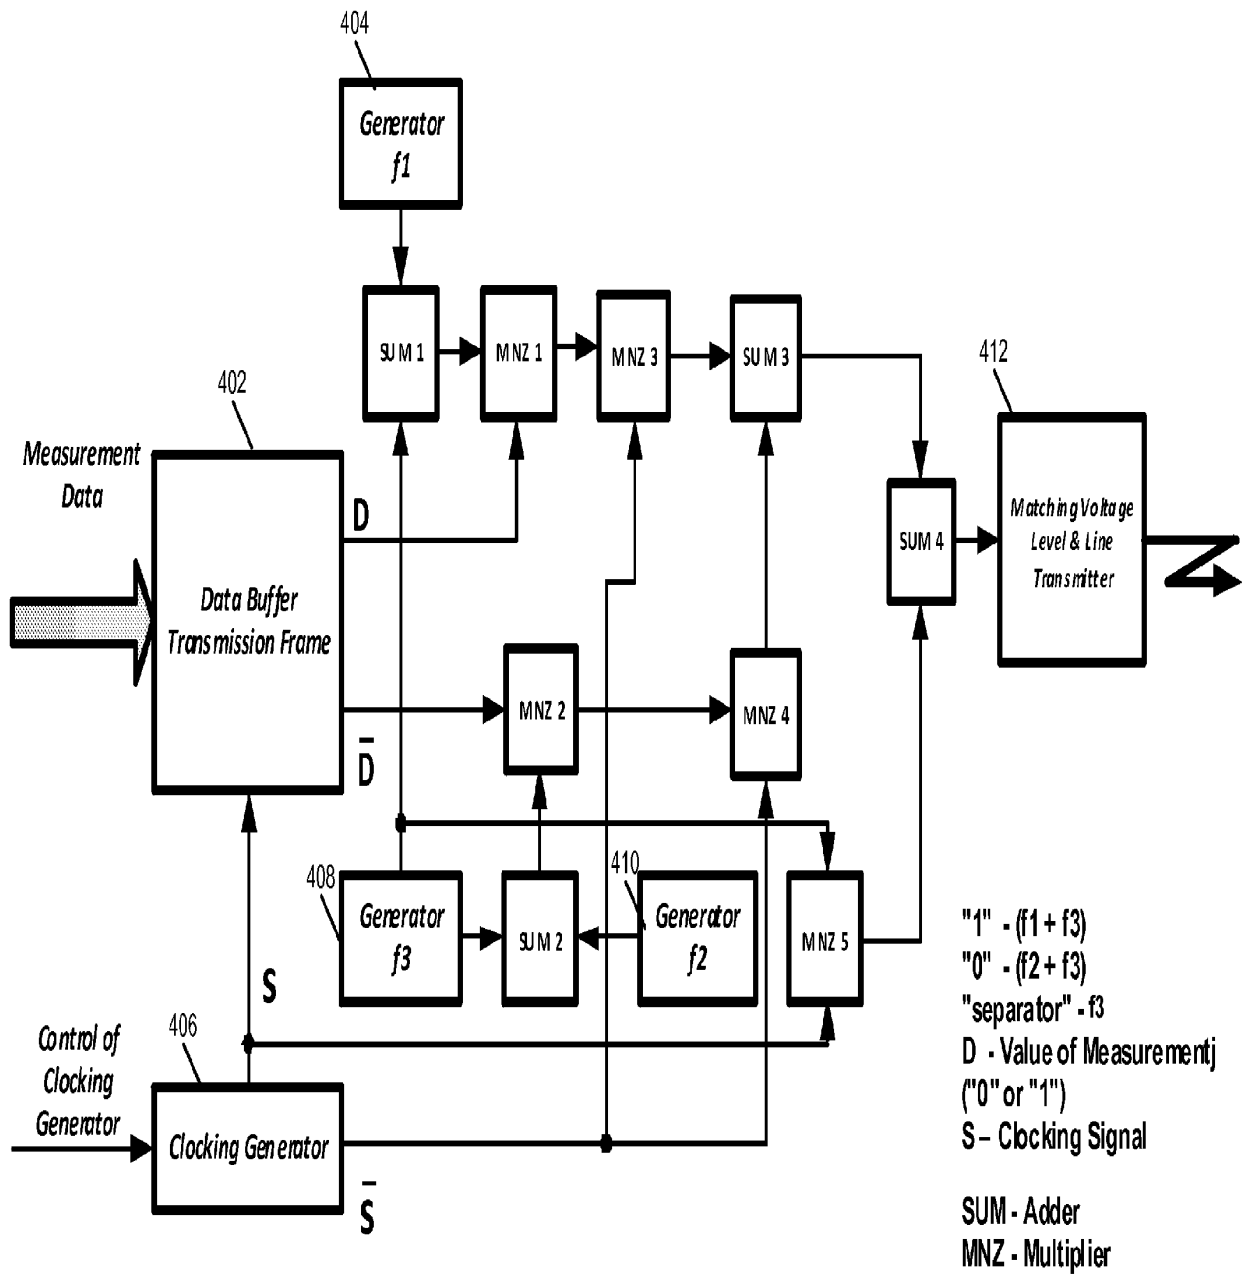 404
Generator
f1
SUM 1
MNZ 1
MNZ 3
SUM 3
412
402
Measurement
Data
D
Data Buffer
Transmission Frame
Matching Voltage
Level & Line
Transmitter
SUM 4
MNZ 2
MNZ 4
D̅
408
Generator
f3
SUM 2
410
Generator
f2
MNZ 5
S
406
Control of
Clocking
Generator
Clocking Generator
S̅
"1" - (f1 + f3)
"0" - (f2 + f3)
"separator" - f3
D - Value of Measurementj
("0" or "1")
S – Clocking Signal
SUM - Adder
MNZ - Multiplier